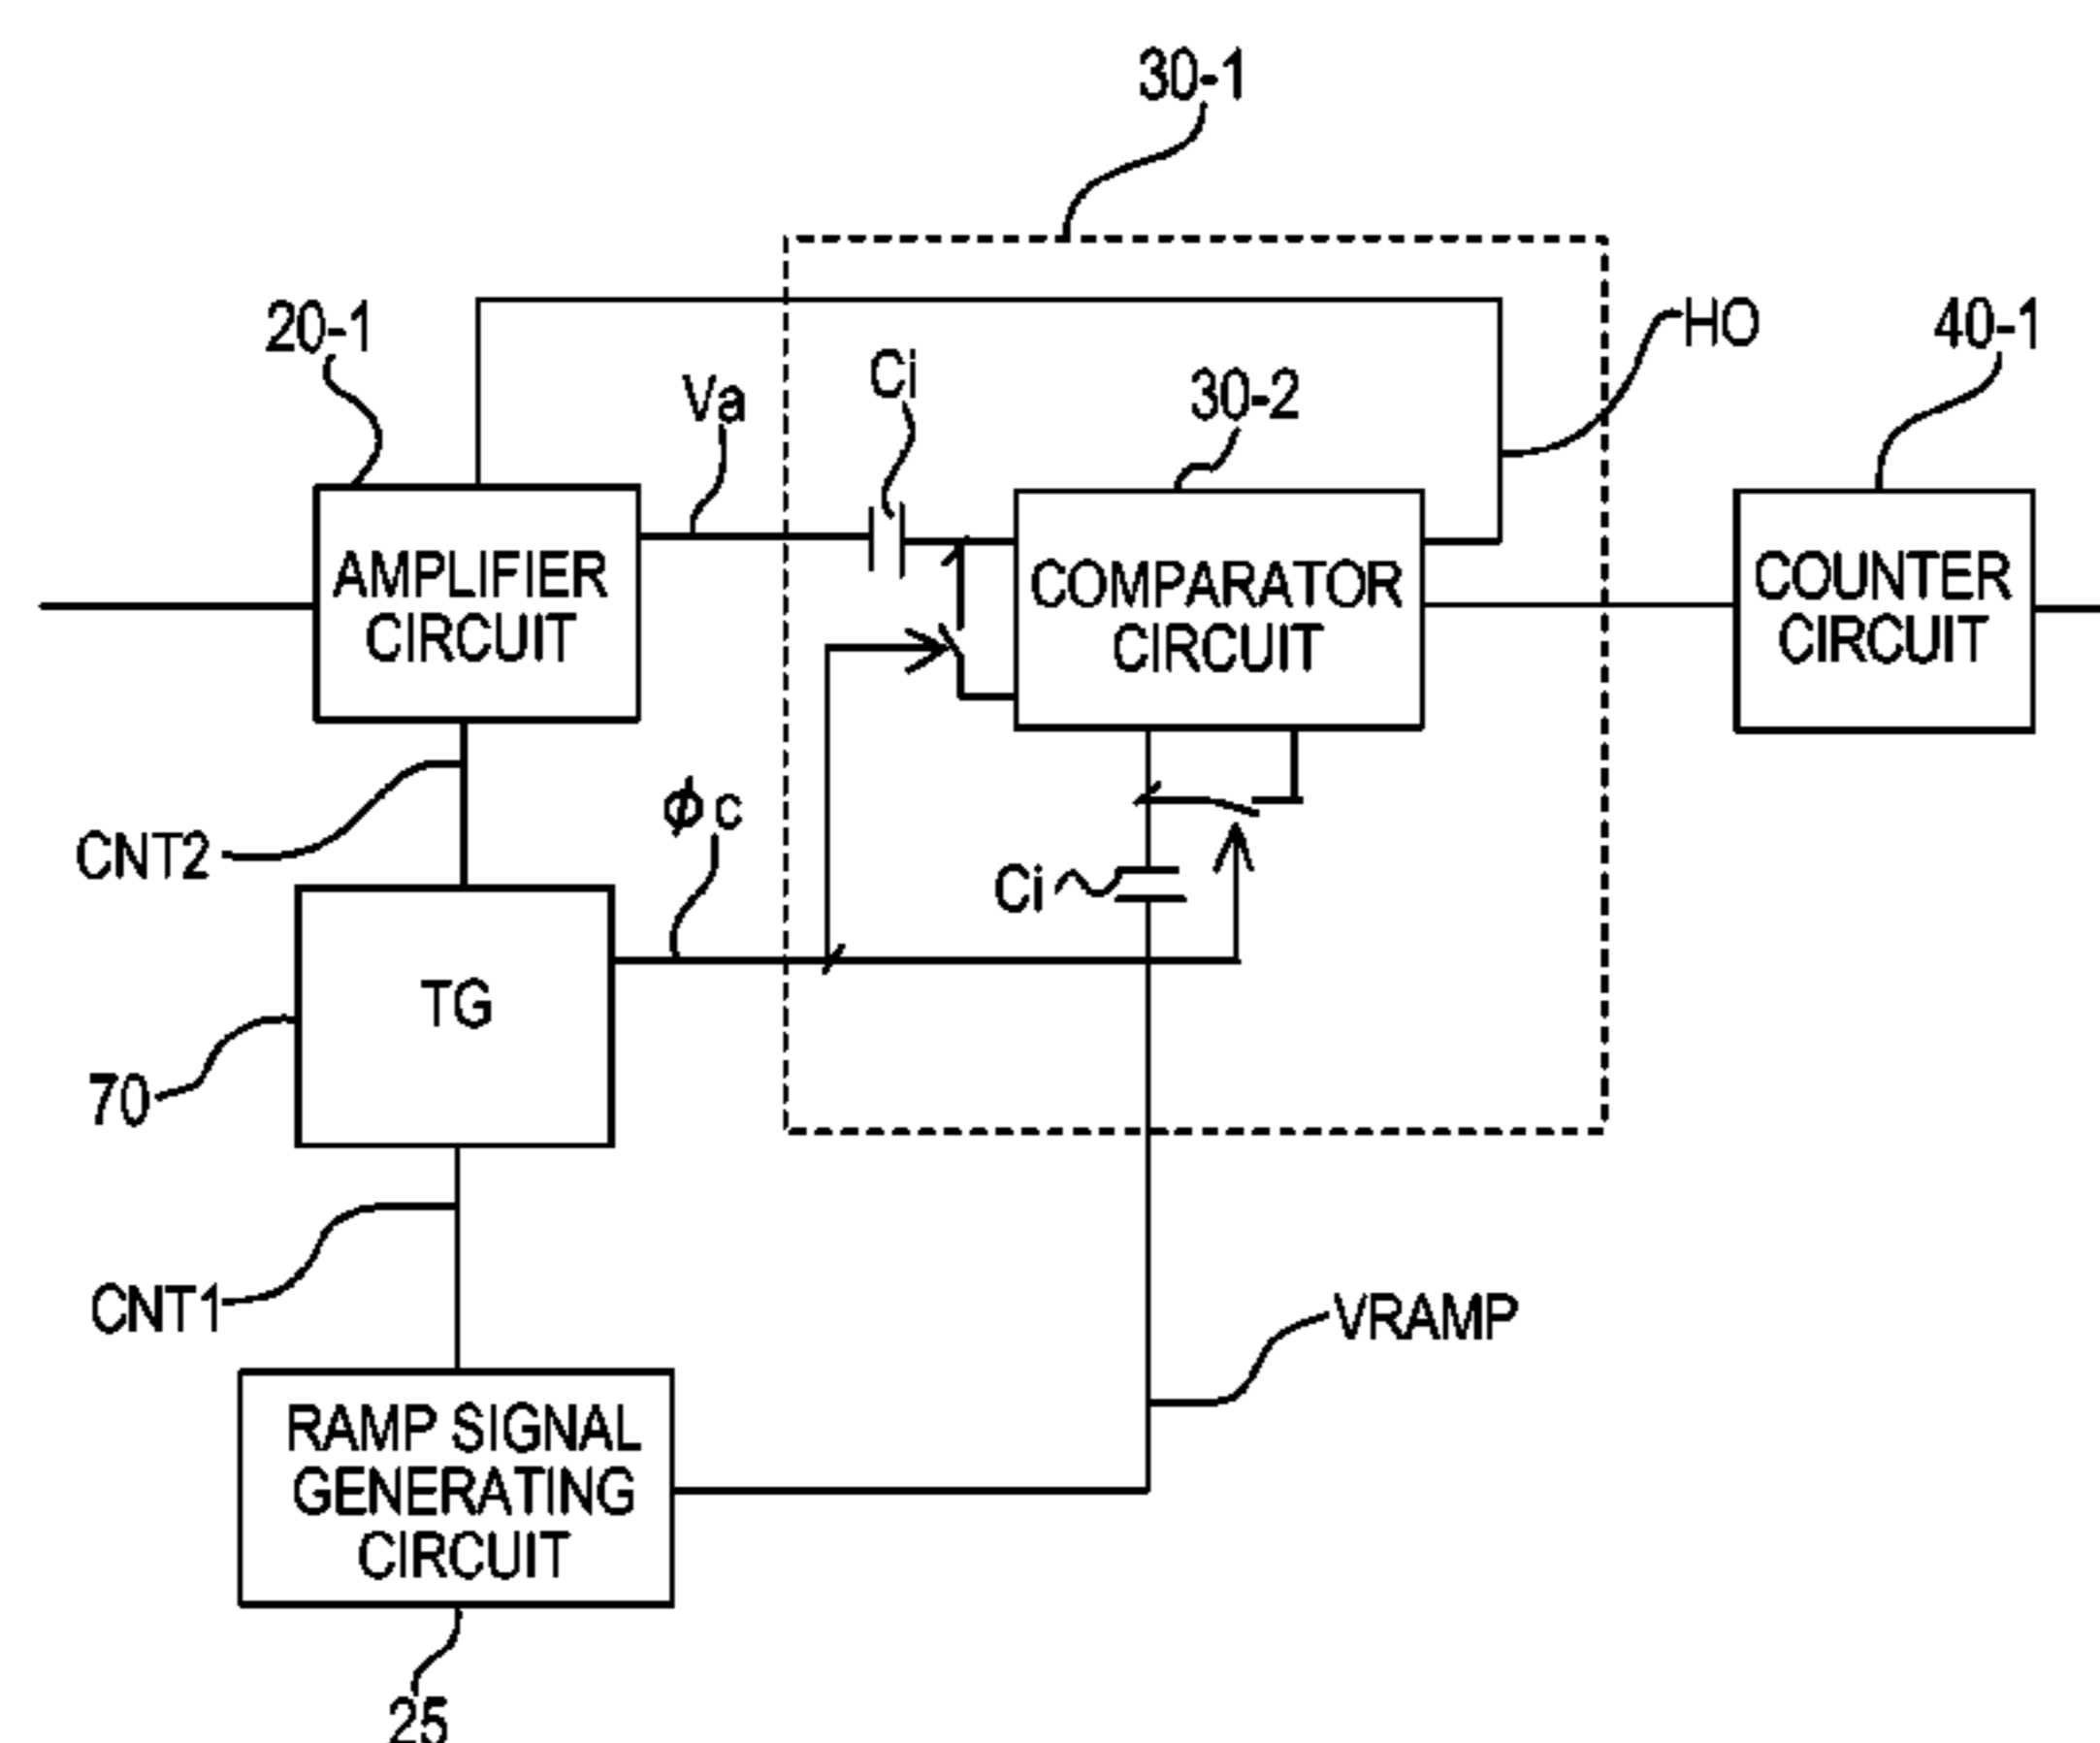 30-1
20-1
HO
40-1
Va
Ci
30-2
AMPLIFIER
CIRCUIT
COMPARATOR
CIRCUIT
COUNTER
CIRCUIT
CNT2
ϕc
Ci
TG
70
CNT1
VRAMP
RAMP SIGNAL
GENERATING
CIRCUIT
25